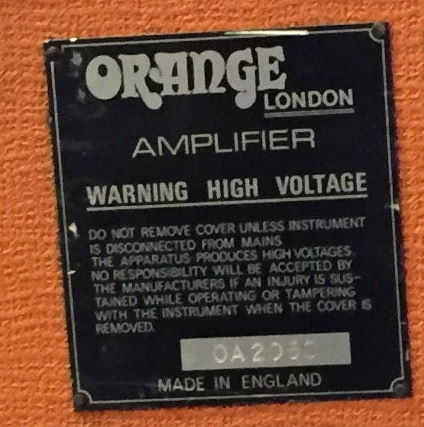 ORANGE
LONDON
AMPLIFIER
WARNING HIGH VOLTAGE
DO NOT REMOVE COVER UNLESS INSTRUMENT
IS DISCONNECTED FROM MAINS
THE APPARATUS PRODUCES HIGH VOLTAGES.
NO RESPONSIBILITY WILL BE ACCEPTED BY
THE MANUFACTURERS IF AN INJURY IS SUS-
TAINED WHILE OPERATING OR TAMPERING
WITH THE INSTRUMENT WHEN THE COVER IS
REMOVED.
MADE IN ENGLAND